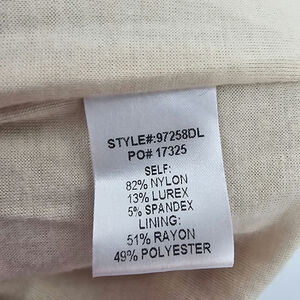 STYLE#:97258DL
PO# 17325
SELF:
82% NYLON
13% LUREX
5% SPANDEX
LINING:
51% RAYON
49% POLYESTER